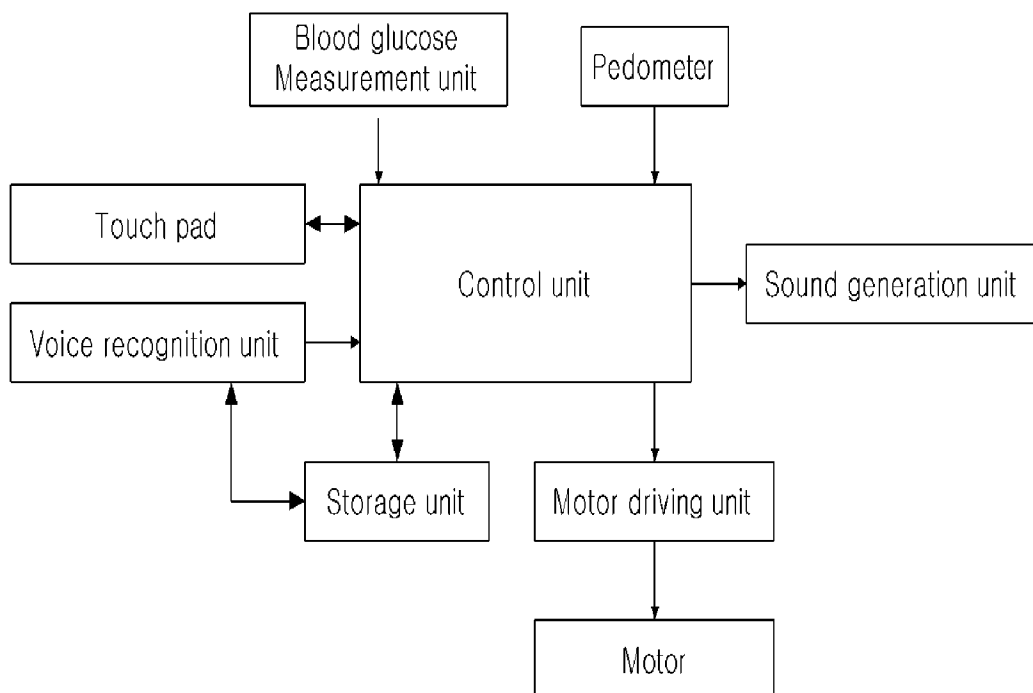 Blood glucose
Measurement unit
Pedometer
Touch pad
Control unit
Sound generation unit
Voice recognition unit
Storage unit
Motor driving unit
Motor